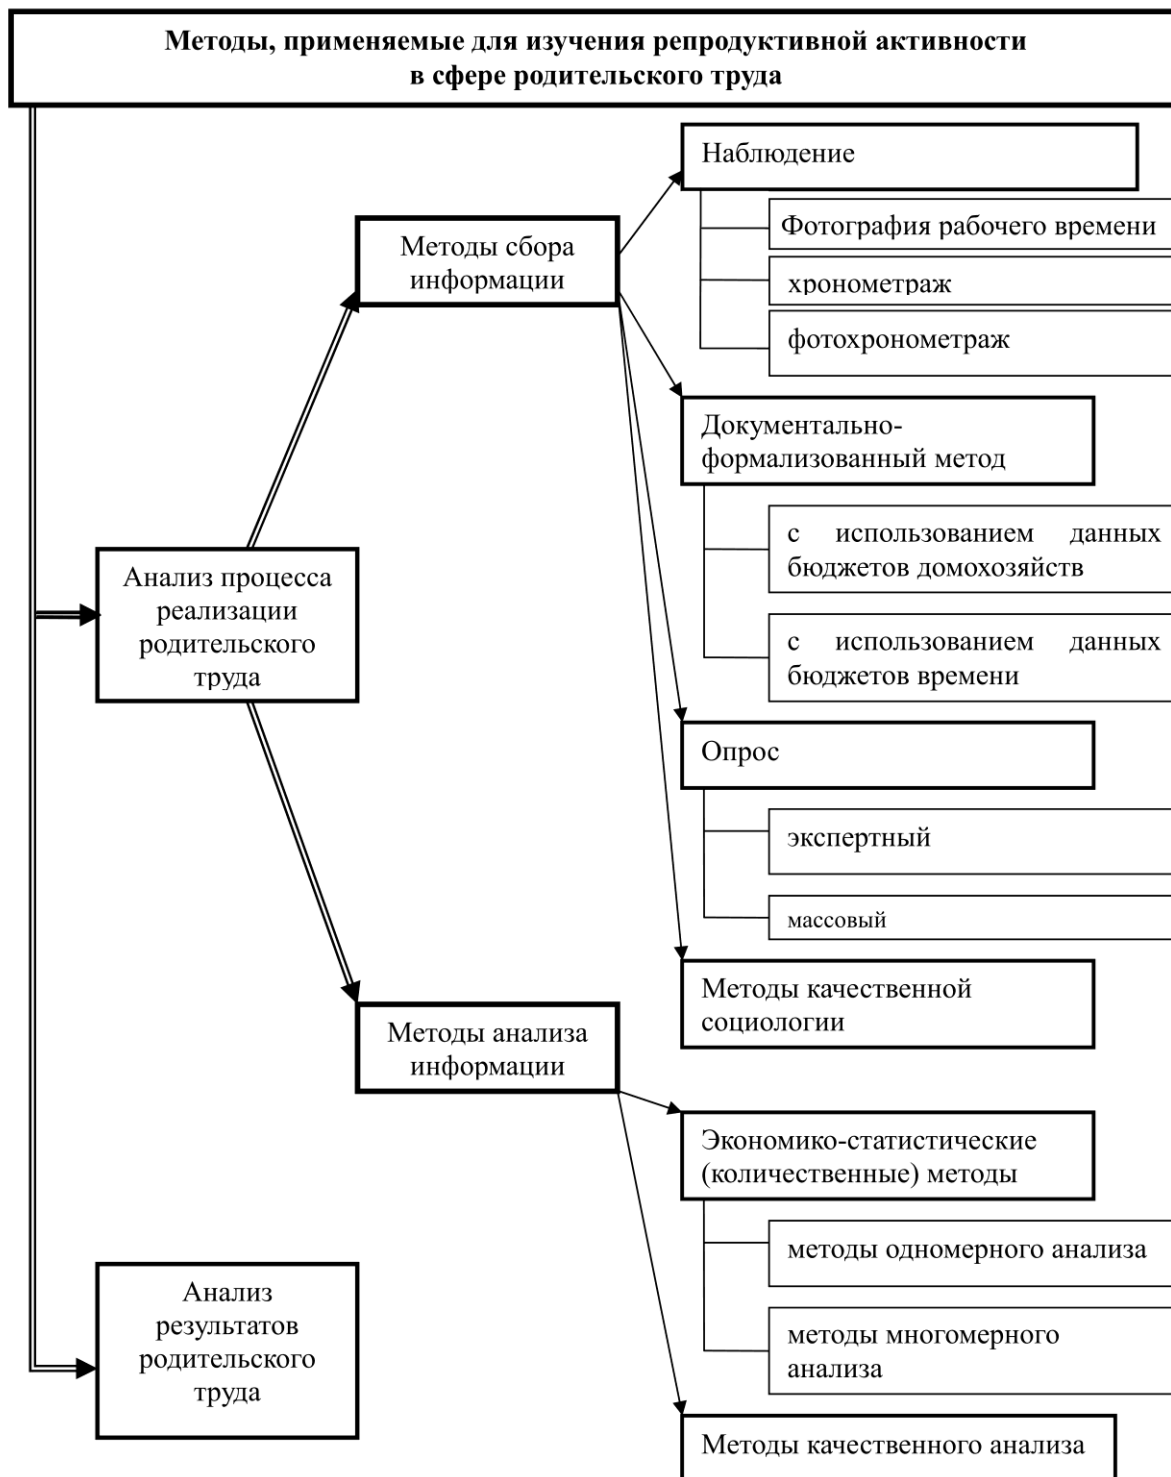 Методы, применяемые для изучения репродуктивной активности
в сфере родительского труда
Наблюдение
Фотография рабочего времени
хронометраж
фотохронометраж
Методы сбора
информации
Документально-
формализованный метод
с использованием данных
бюджетов домохозяйств
с использованием данных
бюджетов времени
Анализ процесса
реализации
родительского
труда
Опрос
экспертный
массовый
Методы качественной
социологии
Методы анализа
информации
Экономико-статистические
(количественные) методы
методы одномерного анализа
методы многомерного
анализа
Методы качественного анализа
Анализ
результатов
родительского
труда